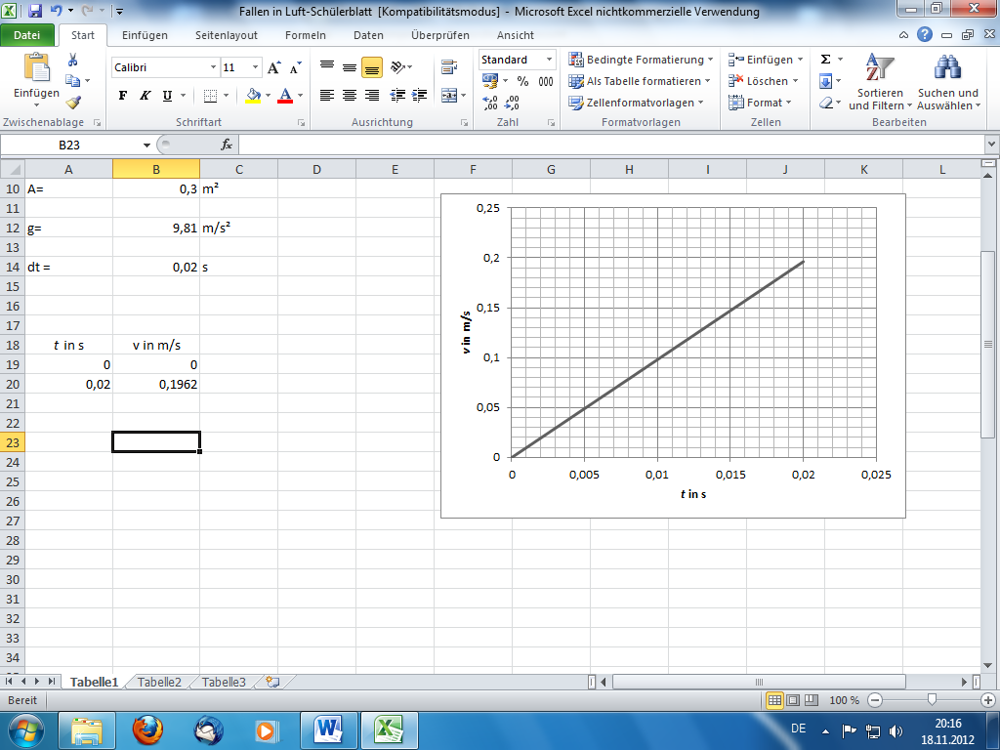 Fallen in Luft-Schülerblatt [Kompatibilitätsmodus] - Microsoft Excel nichtkommerzielle Verwendung
Datei Start Einfügen Seitenlayout Formeln Daten Überprüfen Ansicht
Calibri 11 Standard Bedingte Formatierung Einfügen Σ
Als Tabelle formatieren Löschen
Einfügen F K U % 000 Zellenformatvorlagen Format Sortieren und Filtern Suchen und Auswählen
Zwischenablage Schriftart Ausrichtung Zahl Formatvorlagen Zellen Bearbeiten
B23 fx
A B C D E F G H I J K L
10 A= 0,3 m²
11
12 g= 9,81 m/s²
13
14 dt = 0,02 s
15
16
17
18 t in s v in m/s
19 0 0
20 0,02 0,1962
21
22
23
24
25
26
27
28
29
30
31
32
33
34
0,25
0,2
0,15
0,1
0,05
0
v in m/s
0 0,005 0,01 0,015 0,02 0,025
t in s
Tabelle1 Tabelle2 Tabelle3
Bereit 100 %
DE 20:16
18.11.2012